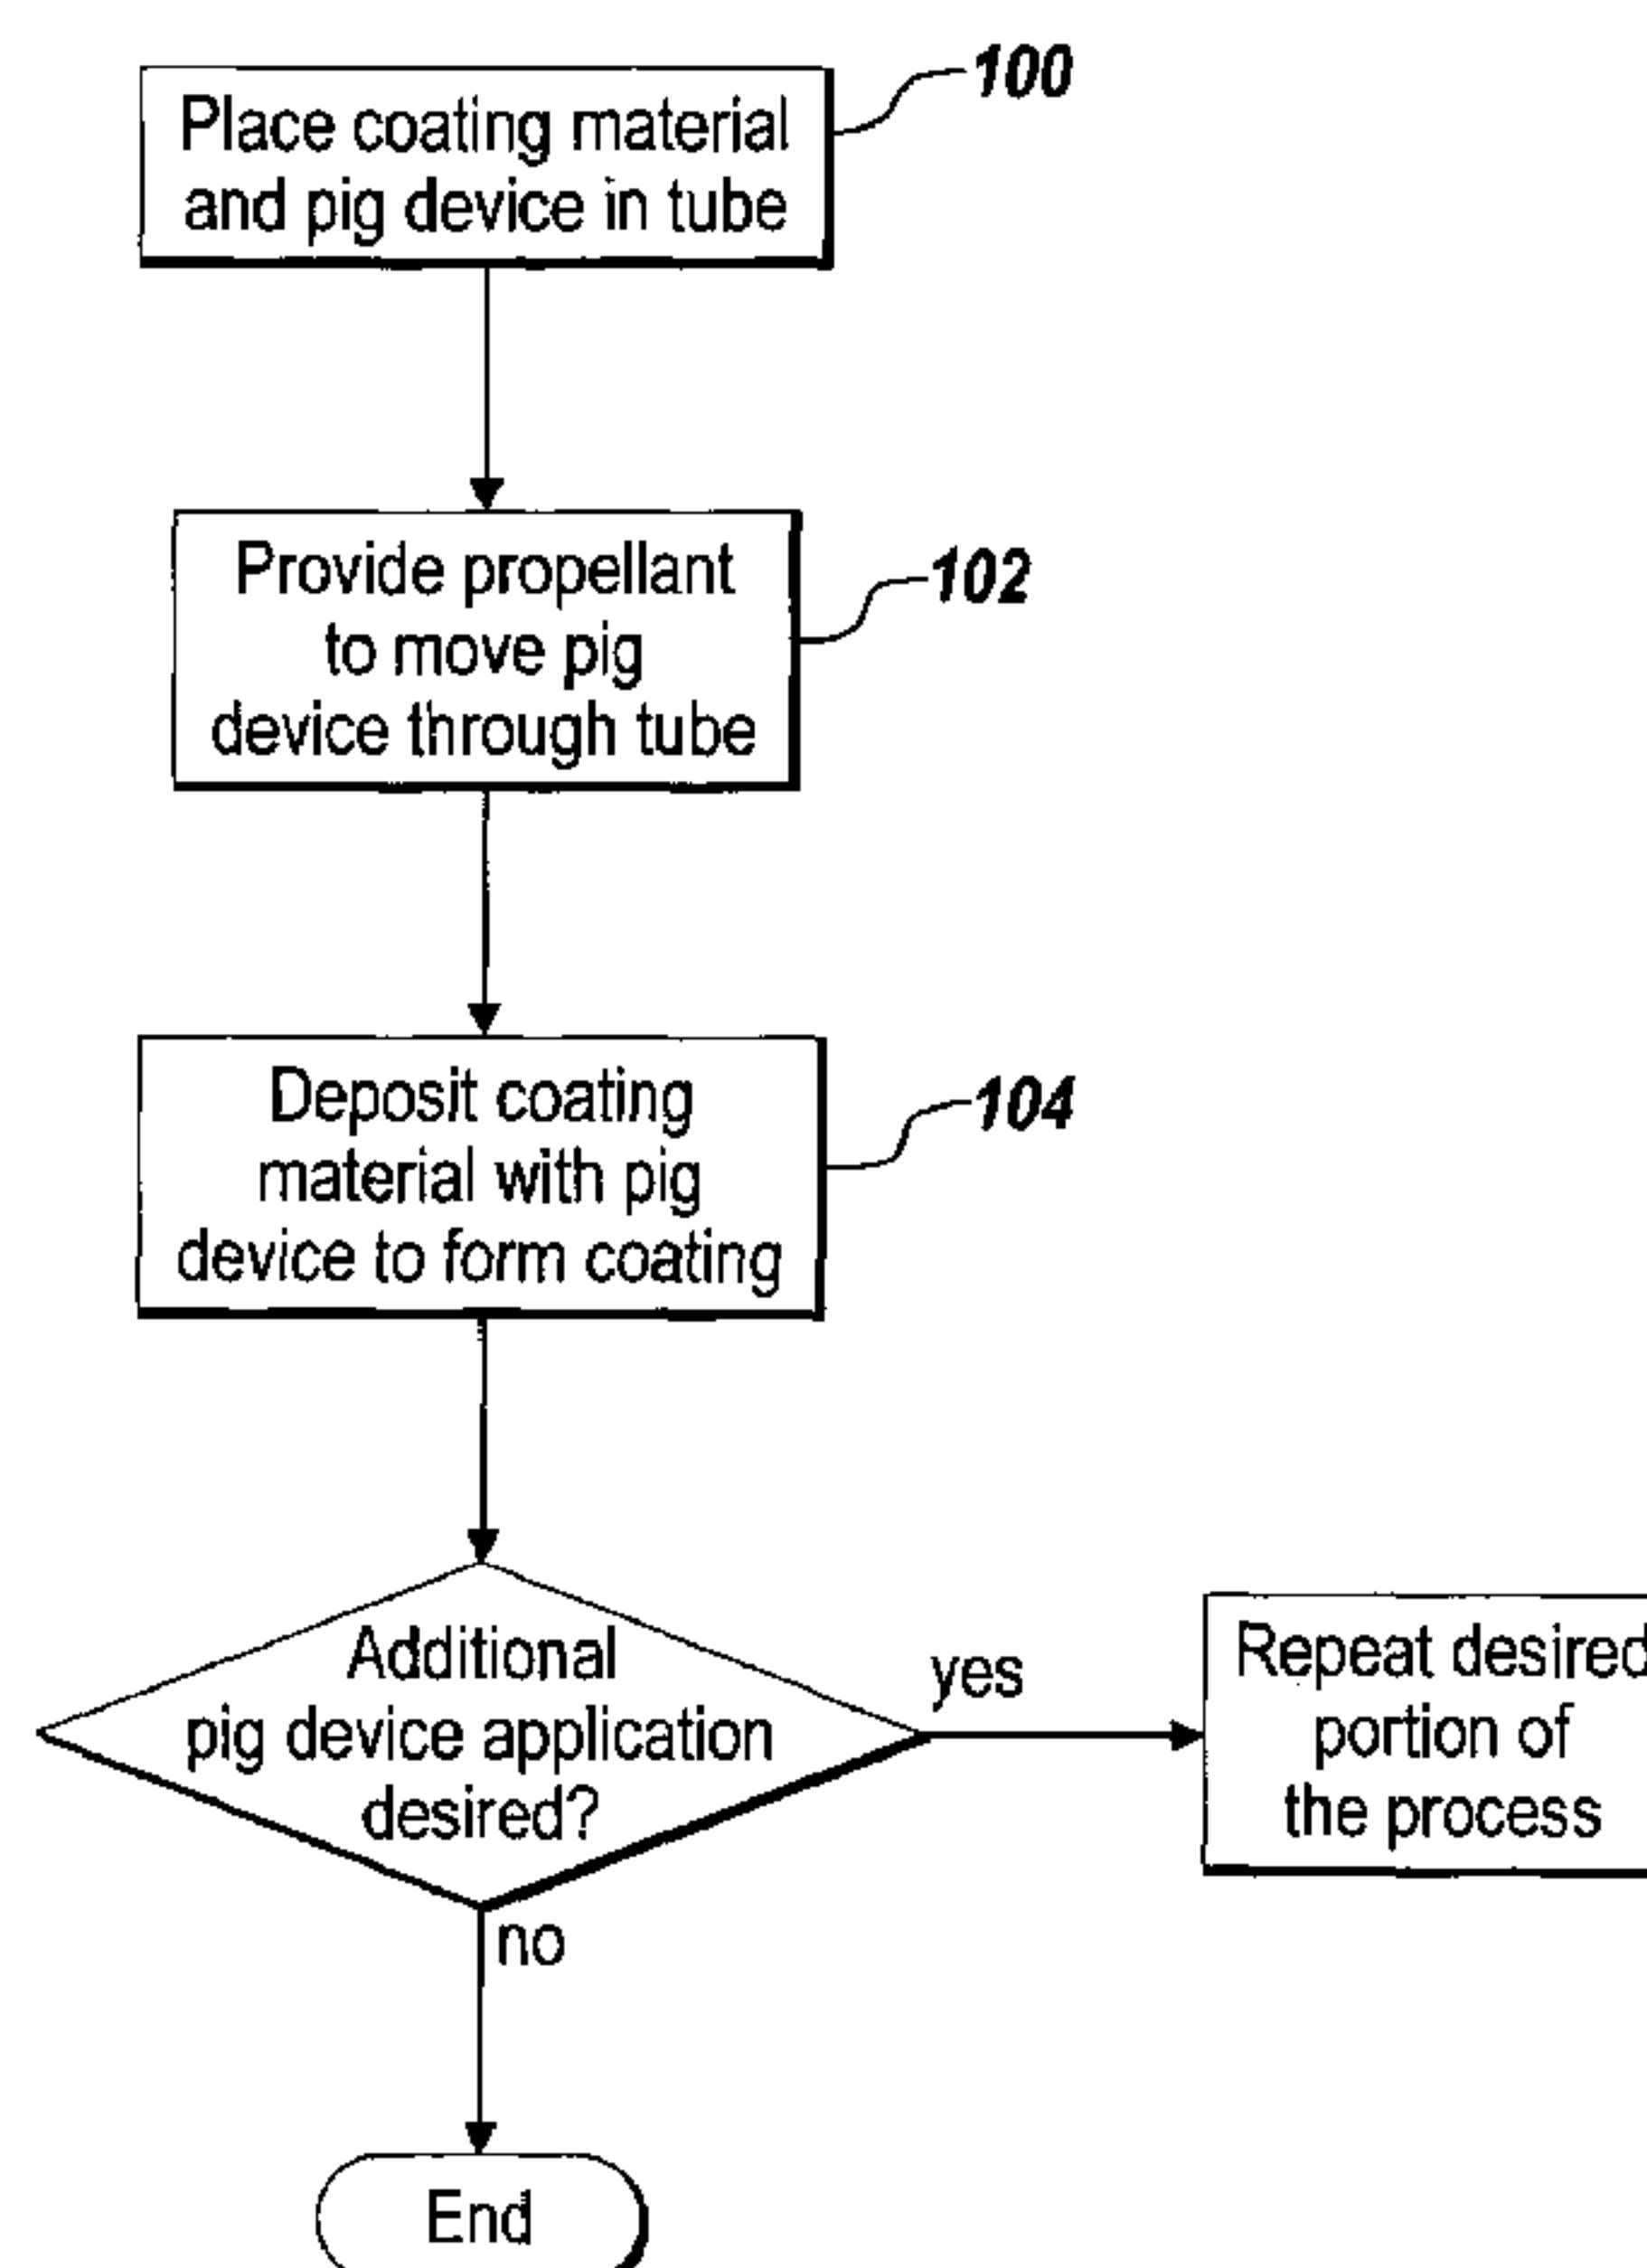 100
Place coating material
and pig device in tube
Provide propellant
to move pig
device through tube
102
Deposit coating
material with pig
device to form coating
104
Additional
pig device application
desired?
yes
Repeat desired
portion of
the process
no
End